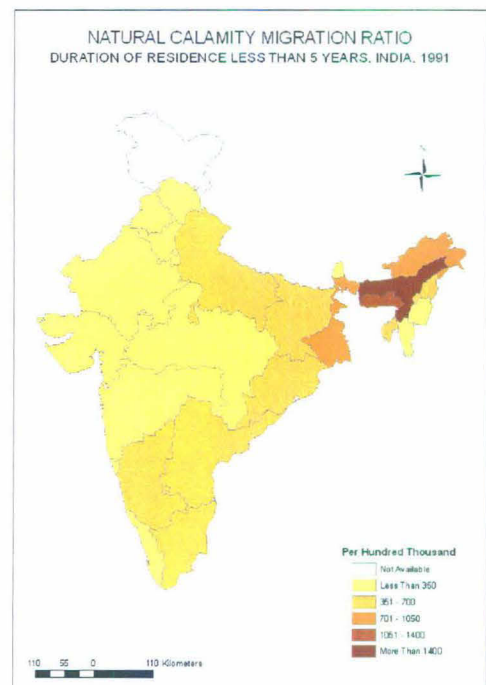 NATURAL CALAMITY MIGRATION RATIO
DURATION OF RESIDENCE LESS THAN 5 YEARS, INDIA, 1991
Per Hundred Thousand
Not Available
Less Than 350
351 - 700
701 - 1050
1051 - 1400
More Than 1400
110 55 0 110 Kilometers